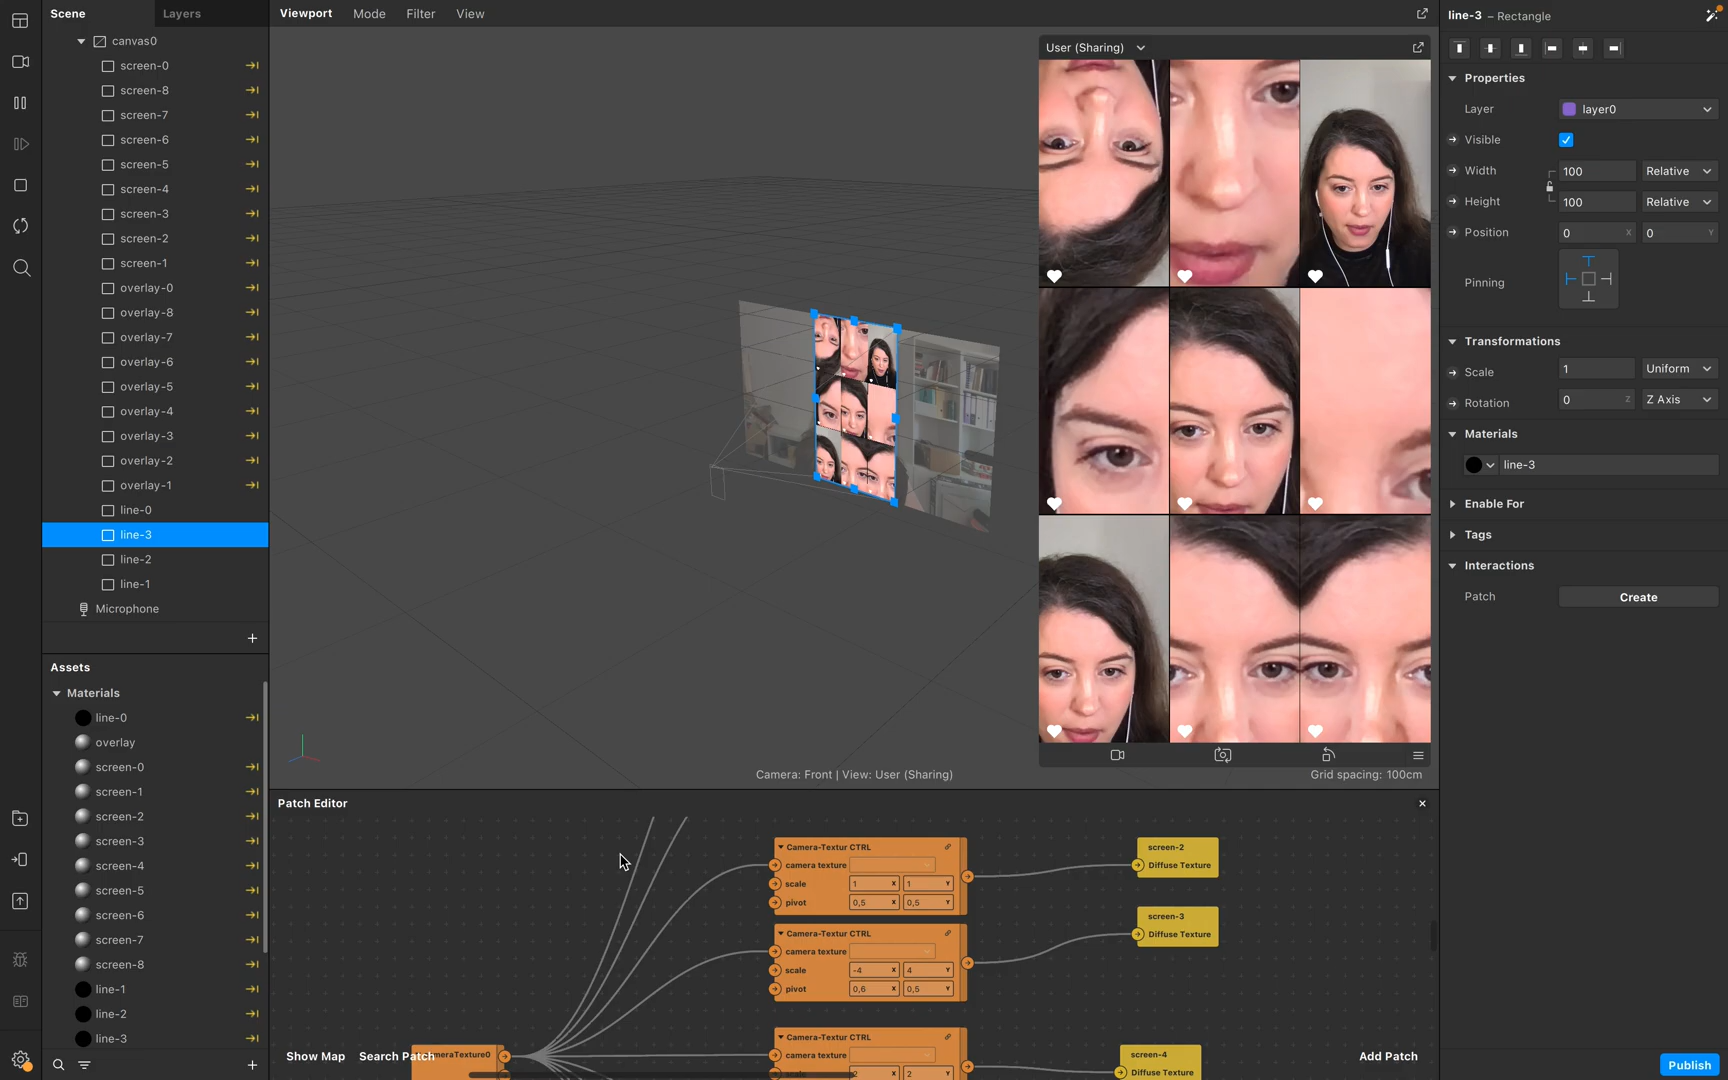 Scene
Layers
canvas0
screen-0
screen-8
screen-7
screen-6
screen-5
screen-4
screen-3
screen-2
screen-1
overlay-0
overlay-8
overlay-7
overlay-6
overlay-5
overlay-4
overlay-3
overlay-2
overlay-1
line-0
line-3
line-2
line-1
Microphone
+
Assets
Materials
line-0
overlay
screen-0
screen-1
screen-2
screen-3
screen-4
screen-5
screen-6
screen-7
screen-8
line-1
line-2
line-3
+
Viewport Mode Filter View
User (Sharing)
Camera: Front | View: User (Sharing)
Grid spacing: 100cm
Patch Editor
Camera-Textur CTRL
camera texture
scale 1 X 1 Y
pivot 0,5 X 0,5 Y
screen-2
Diffuse Texture
Camera-Textur CTRL
camera texture
scale -4 X 4 Y
pivot 0,6 X 0,5 Y
screen-3
Diffuse Texture
Camera-Textur CTRL
camera texture
2 2
screen-4
Diffuse Texture
Show Map Search Patch
meraTexture0
Add Patch
line-3 – Rectangle
Properties
Layer layer0
Visible
Width 100 Relative
Height 100 Relative
Position 0 X 0 Y
Pinning
Transformations
Scale 1 Uniform
Rotation 0 Z Z Axis
Materials
line-3
Enable For
Tags
Interactions
Patch Create
Publish